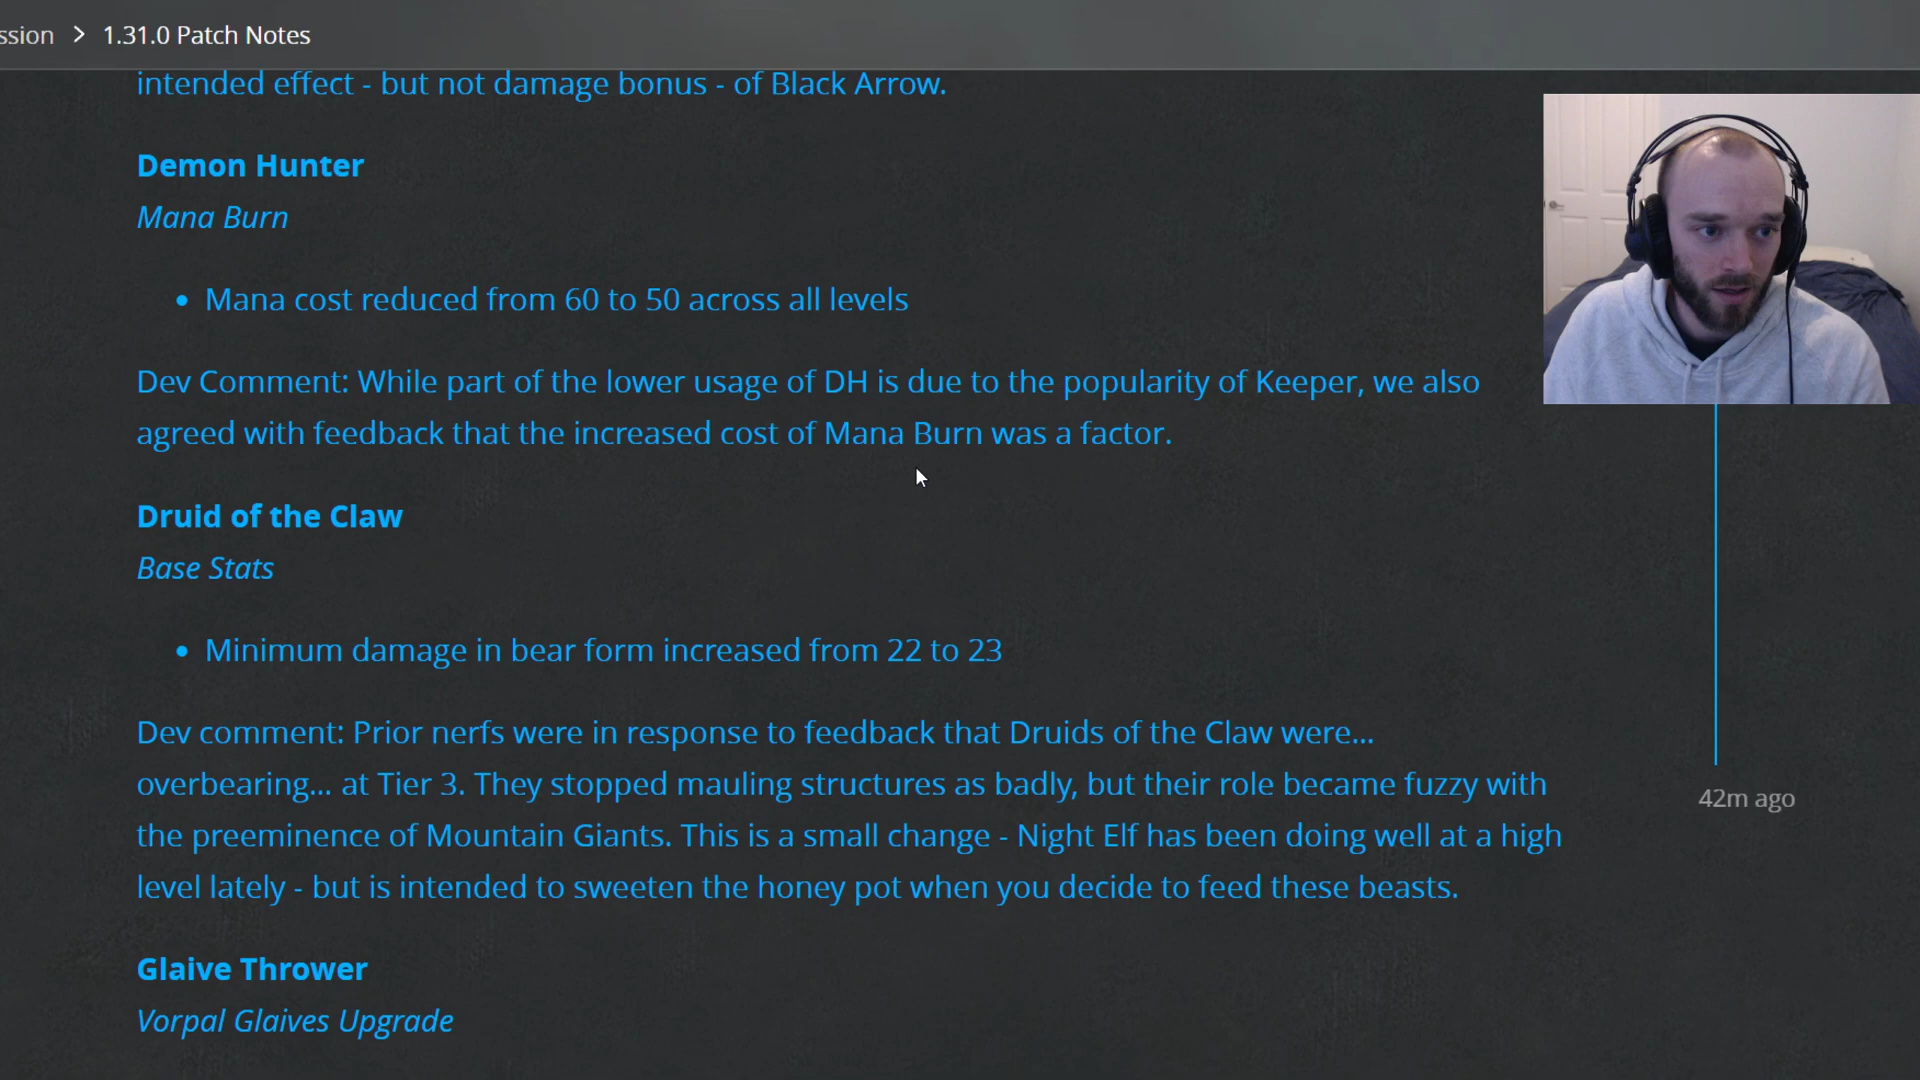 ssion > 1.31.0 Patch Notes
intended effect - but not damage bonus - of Black Arrow.
Demon Hunter
Mana Burn
• Mana cost reduced from 60 to 50 across all levels
Dev Comment: While part of the lower usage of DH is due to the popularity of Keeper, we also
agreed with feedback that the increased cost of Mana Burn was a factor.
Druid of the Claw
Base Stats
• Minimum damage in bear form increased from 22 to 23
Dev comment: Prior nerfs were in response to feedback that Druids of the Claw were...
overbearing... at Tier 3. They stopped mauling structures as badly, but their role became fuzzy with
the preeminence of Mountain Giants. This is a small change - Night Elf has been doing well at a high
level lately - but is intended to sweeten the honey pot when you decide to feed these beasts.
42m ago
Glaive Thrower
Vorpal Glaives Upgrade